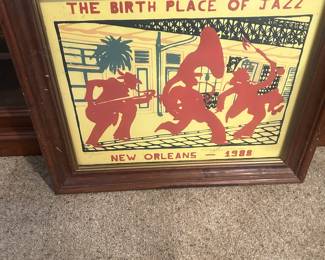 THE BIRTH PLACE OF JAZZ
NEW ORLEANS — 1988